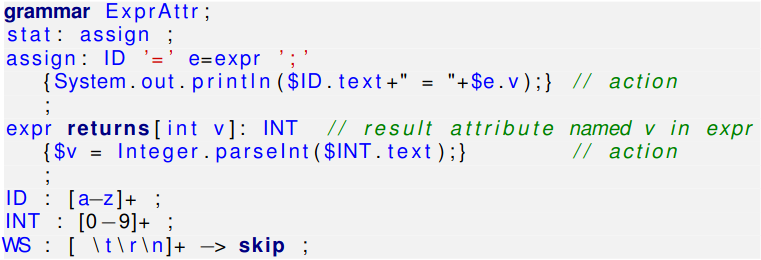 grammar ExprAttr;
stat: assign ;
assign: ID '=' e=expr ';'
{System.out.println($ID.text+" = "+$e.v);} // action
;
expr returns[int v]: INT // result attribute named v in expr
{$v = Integer.parseInt($INT.text);} // action
;
ID : [a−z]+ ;
INT : [0−9]+ ;
WS : [ \t\r\n]+ −> skip ;